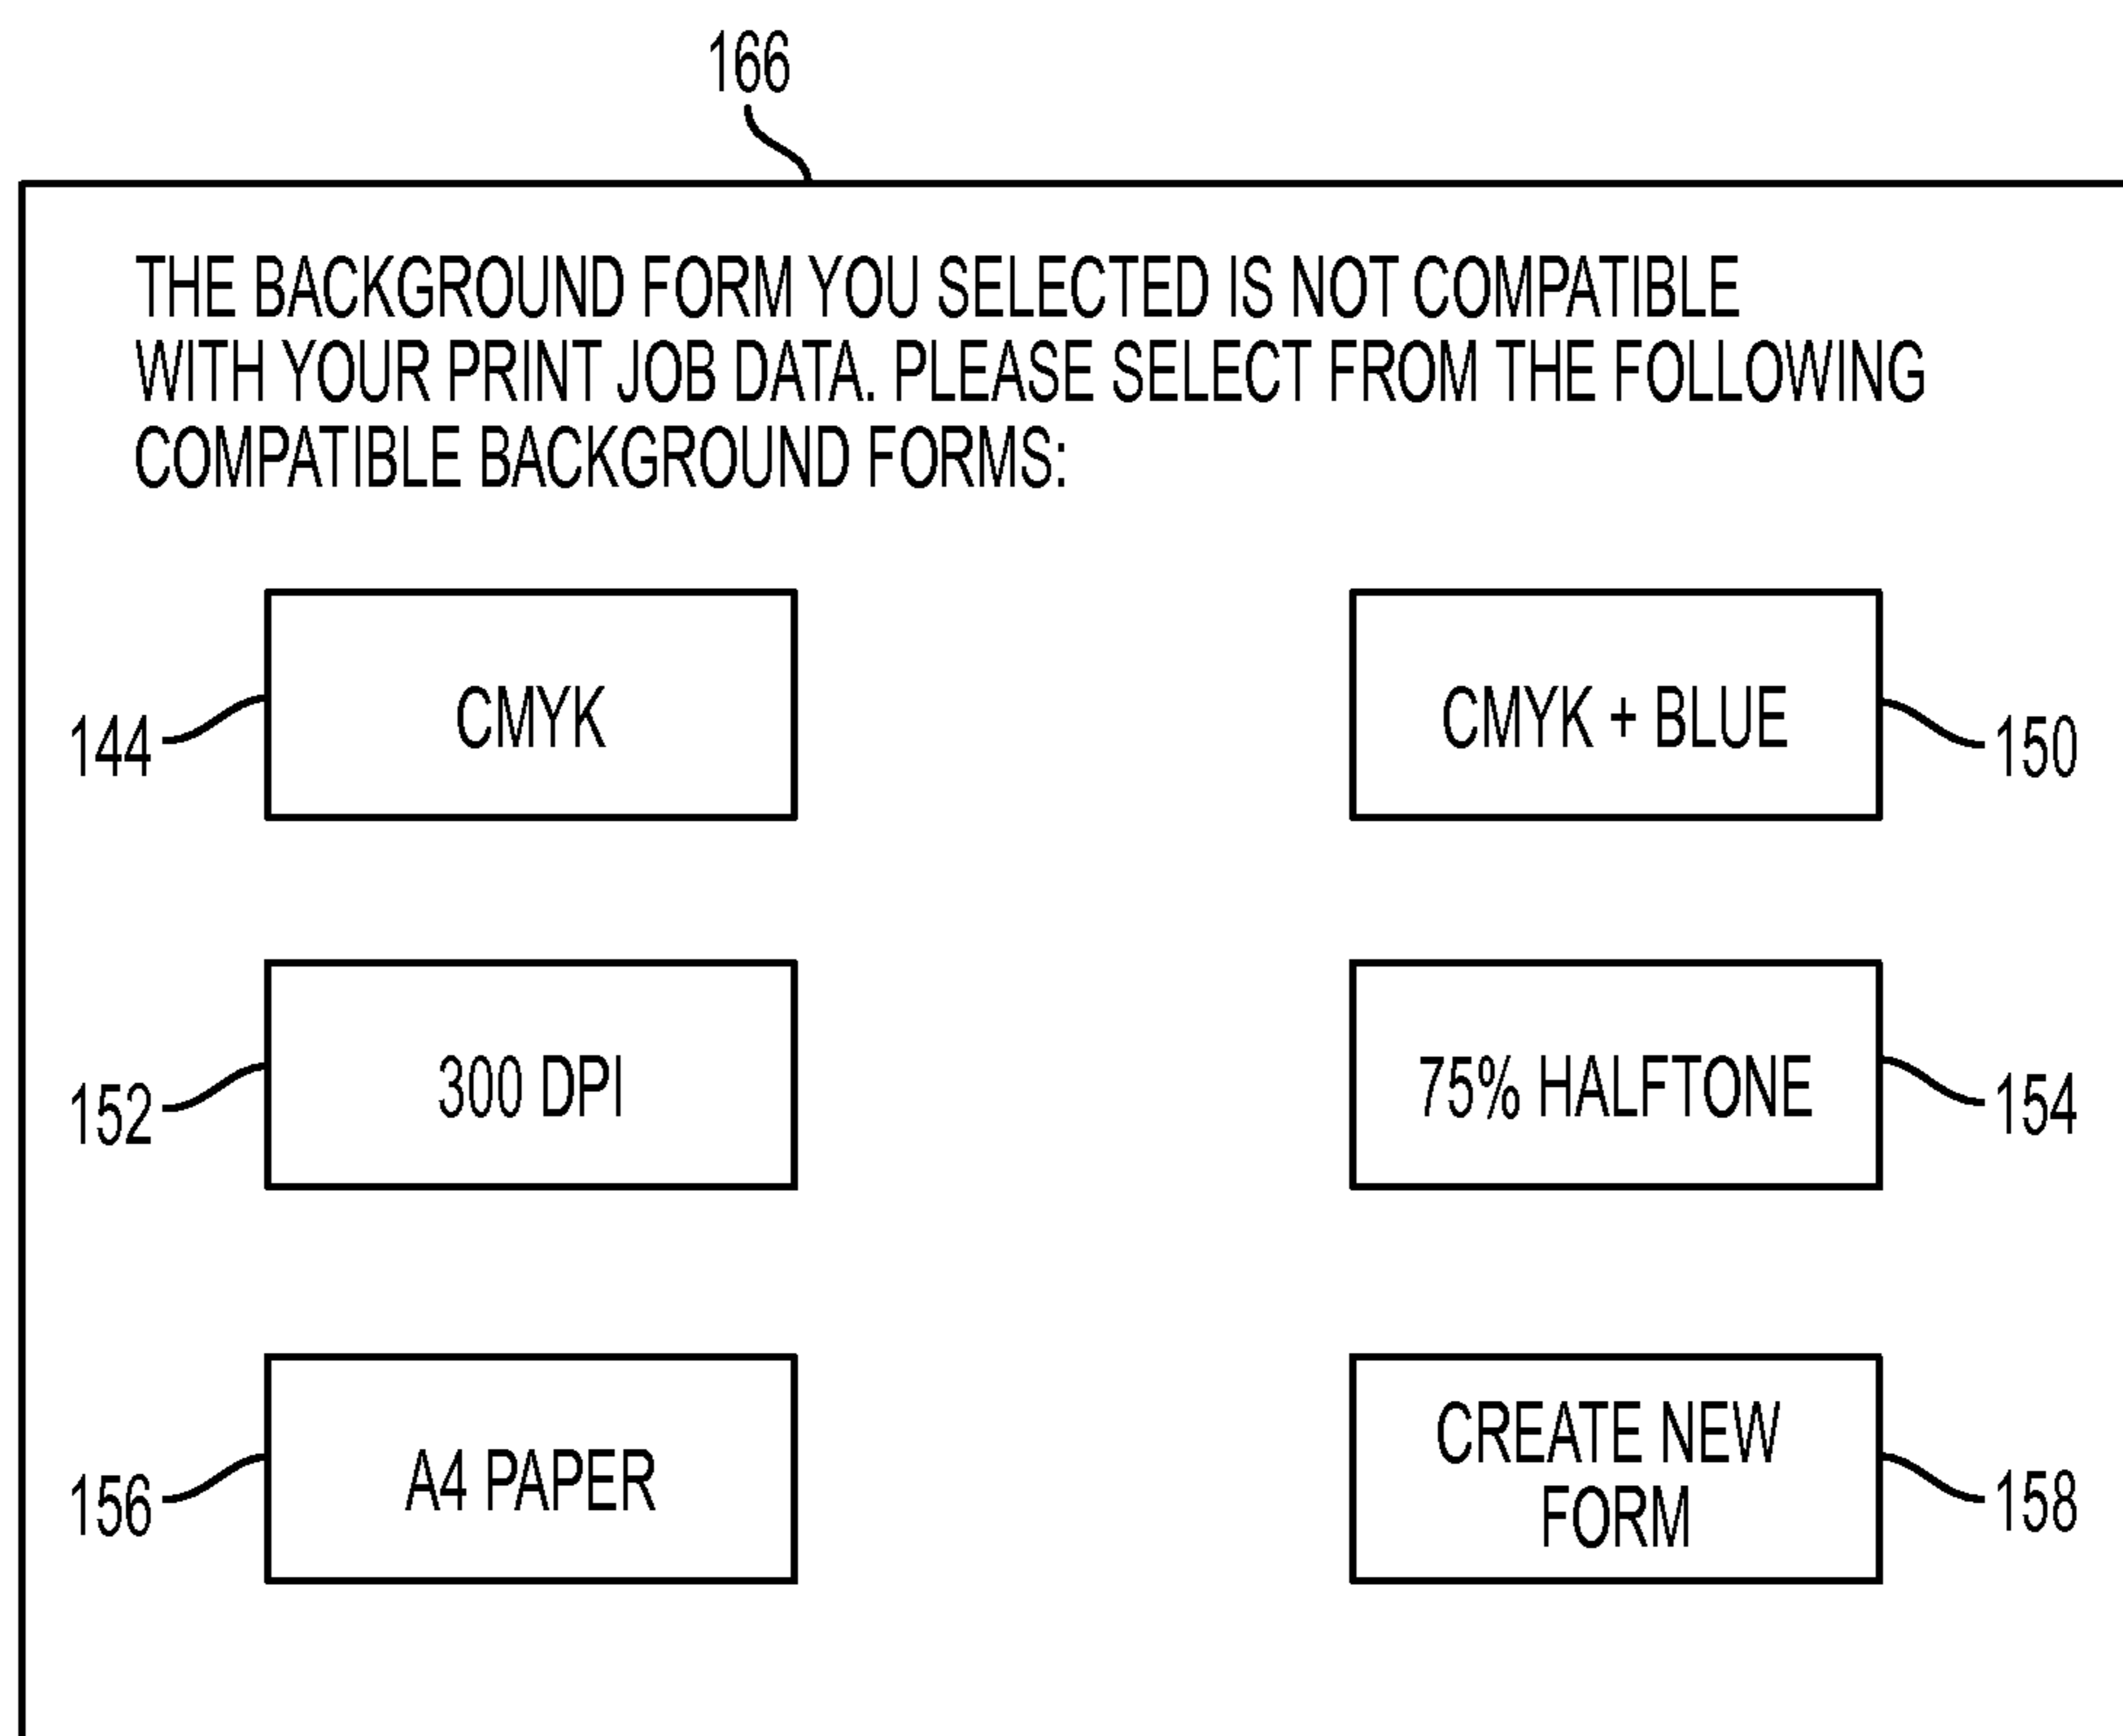 166
THE BACKGROUND FORM YOU SELECTED IS NOT COMPATIBLE
WITH YOUR PRINT JOB DATA. PLEASE SELECT FROM THE FOLLOWING
COMPATIBLE BACKGROUND FORMS:
144
CMYK
CMYK + BLUE
150
152
300 DPI
75% HALFTONE
154
156
A4 PAPER
CREATE NEW
FORM
158